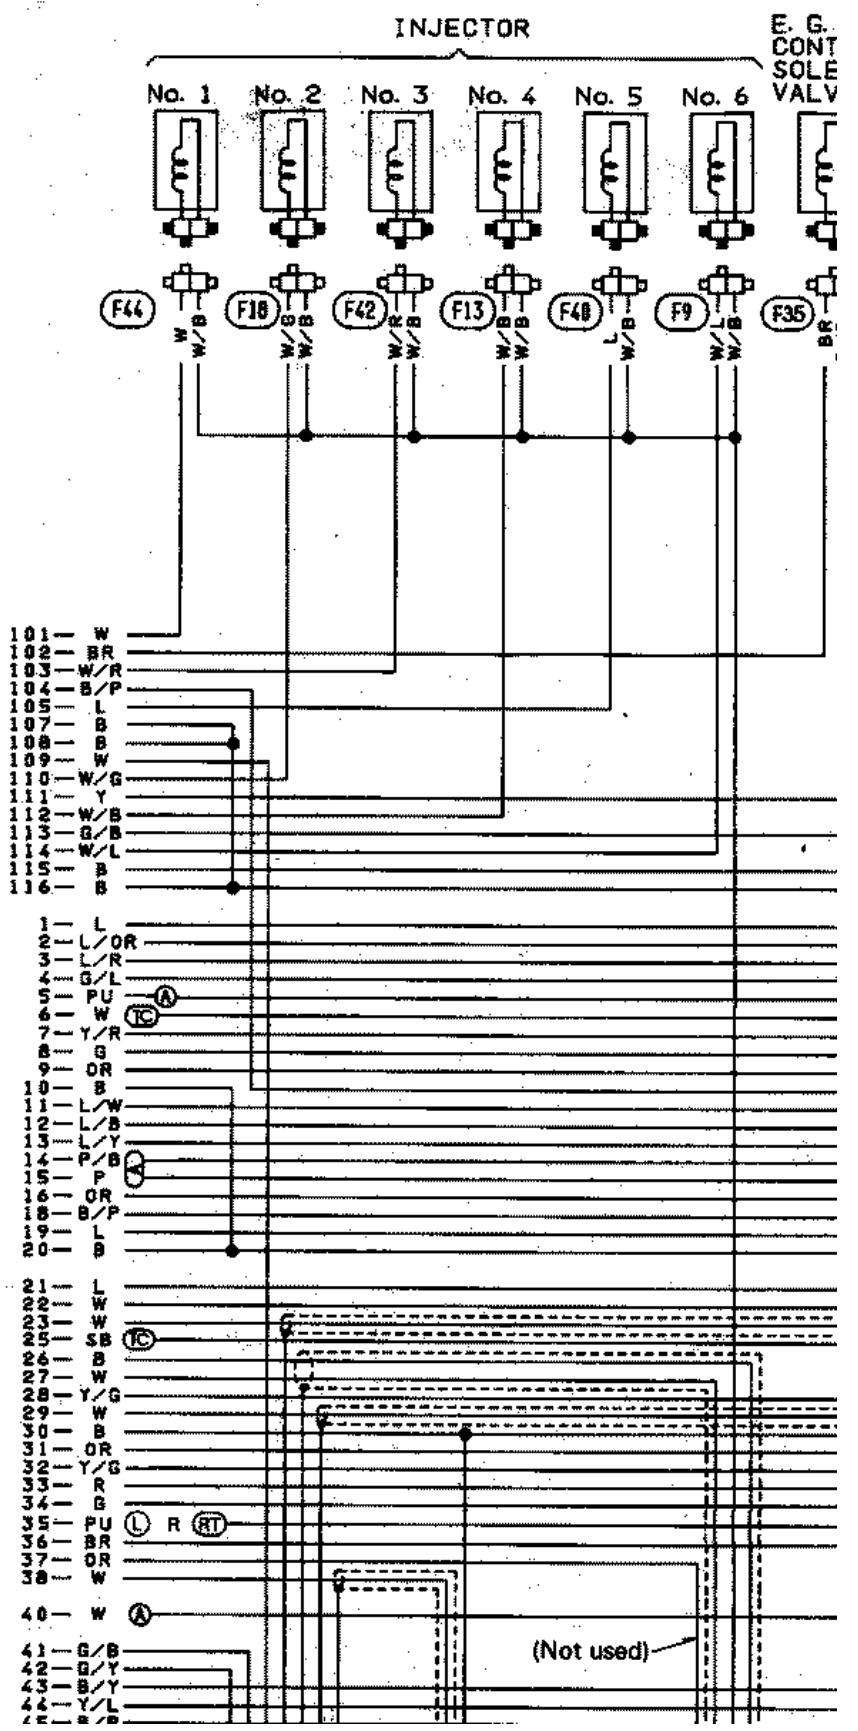 INJECTOR
E. G.
CONT
SOLE
VALV
No. 1 No. 2 No. 3 No. 4 No. 5 No. 6
F44 F18 F42 F13 F40 F9 F35
W W/B W/G W/B W/R W/B W/B W/B L W/B W/L W/B BR
101 W
102 BR
103 W/R
104 B/P
105 L
107 B
108 B
109 W
110 W/G
111 Y
112 W/B
113 G/B
114 W/L
115 B
116 B
1 L
2 L/OR
3 L/R
4 G/L
5 PU A
6 W TC
7 Y/R
8 G
9 OR
10 B
11 L/W
12 L/B
13 L/Y
14 P/B A
15 P
16 OR
18 B/P
19 L
20 B
21 L
22 W
23 W
25 SB TC
26 B
27 W
28 Y/G
29 W
30 B
31 OR
32 Y/G
33 R
34 G
35 PU L R RT
36 BR
37 OR
38 W
40 W A
(Not used)
41 G/B
42 G/Y
43 B/Y
44 Y/L